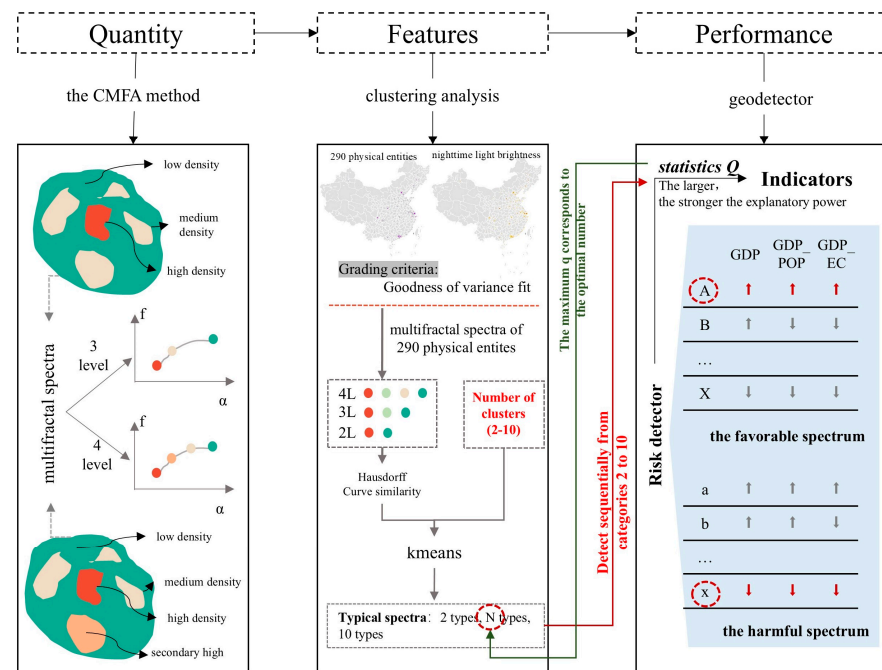 Quantity
Features
Performance
the CMFA method
clustering analysis
geodetector
low density
medium
density
high density
multifractal spectra
3
level
f
α
4
level
f
α
low density
medium density
high density
secondary high
290 physical entities
nighttime light brightness
Grading criteria:
Goodness of variance fit
multifractal spectra of
290 physical entites
4L
3L
2L
Number of
clusters
(2-10)
Hausdorff
Curve similarity
kmeans
Typical spectra: 2 types, N types,
10 types
The maximum q corresponds to
the optimal number
Detect sequentially from
categories 2 to 10
statistics Q
The larger,
the stronger the explanatory power
Indicators
Risk detector
GDP
GDP_
POP
GDP_
EC
A
B
...
X
the favorable spectrum
a
b
...
x
the harmful spectrum